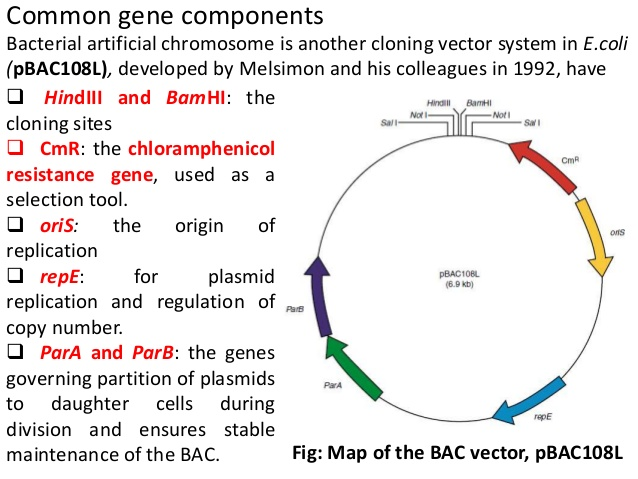 Common gene components
Bacterial artificial chromosome is another cloning vector system in E.coli
(pBAC108L), developed by Melsimon and his colleagues in 1992, have
❑ HindIII and BamHI: the
cloning sites
❑ CmR: the chloramphenicol
resistance gene, used as a
selection tool.
❑ oriS: the origin of
replication
❑ repE: for plasmid
replication and regulation of
copy number.
❑ ParA and ParB: the genes
governing partition of plasmids
to daughter cells during
division and ensures stable
maintenance of the BAC.
HindIII BamHI
Not I Not I
Sal I Sal I
CmR
oriS
pBAC108L
(6.9 kb)
ParB
ParA
repE
Fig: Map of the BAC vector, pBAC108L